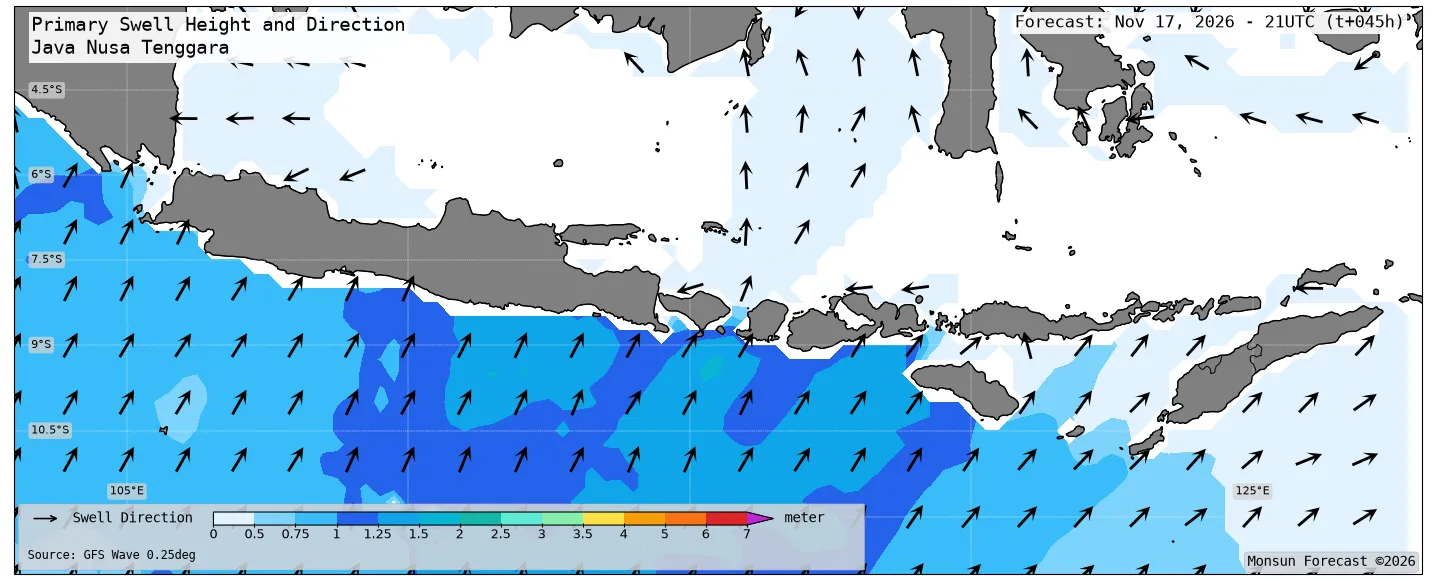 Primary Swell Height and Direction
Java Nusa Tenggara
Forecast: Nov 17, 2026 - 21UTC (t+045h)
4.5°S
6°S
7.5°S
9°S
10.5°S
105°E
125°E
Swell Direction
0 0.5 0.75 1 1.25 1.5 2 2.5 3 3.5 4 5 6 7
meter
Source: GFS Wave 0.25deg
Monsun Forecast ©2026